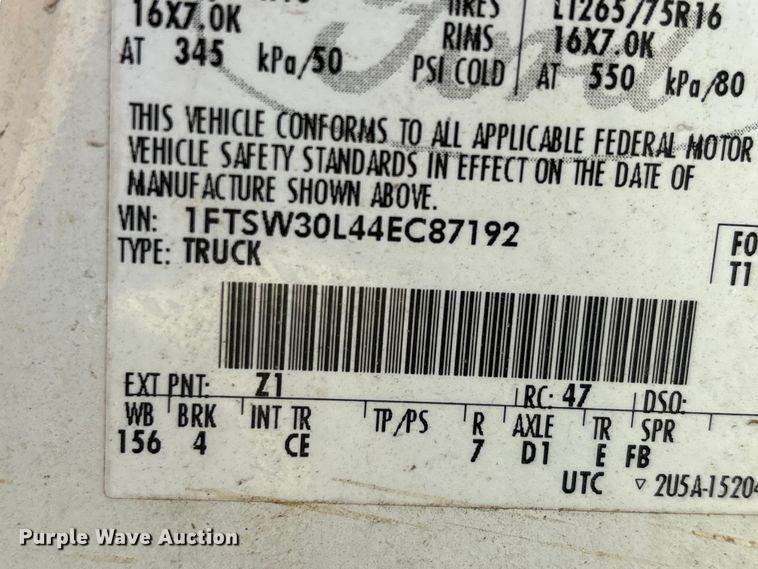 TIRES LT265/75R16
16X7.0K RIMS 16X7.0K
AT 345 kPa/50 PSI COLD AT 550 kPa/80
THIS VEHICLE CONFORMS TO ALL APPLICABLE FEDERAL MOTOR
VEHICLE SAFETY STANDARDS IN EFFECT ON THE DATE OF
MANUFACTURE SHOWN ABOVE.
VIN: 1FTSW30L44EC87192
FO
TYPE: TRUCK T1
EXT PNT: Z1 RC: 47 DSO:
WB BRK INT TR TP/PS R AXLE TR SPR
156 4 CE 7 D1 E FB
UTC ▽ 2U5A-15204
Purple Wave Auction